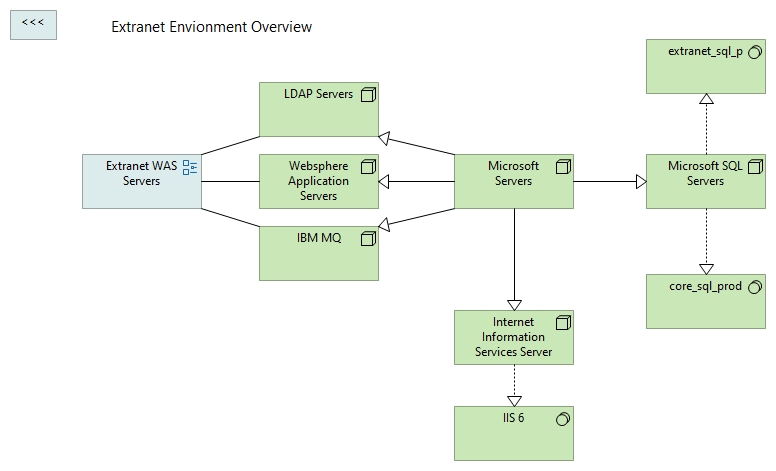 <<<
Extranet Envionment Overview
extranet_sql_p
LDAP Servers
Extranet WAS
Servers
Websphere
Application
Servers
Microsoft
Servers
Microsoft SQL
Servers
IBM MQ
core_sql_prod
Internet
Information
Services Server
IIS 6